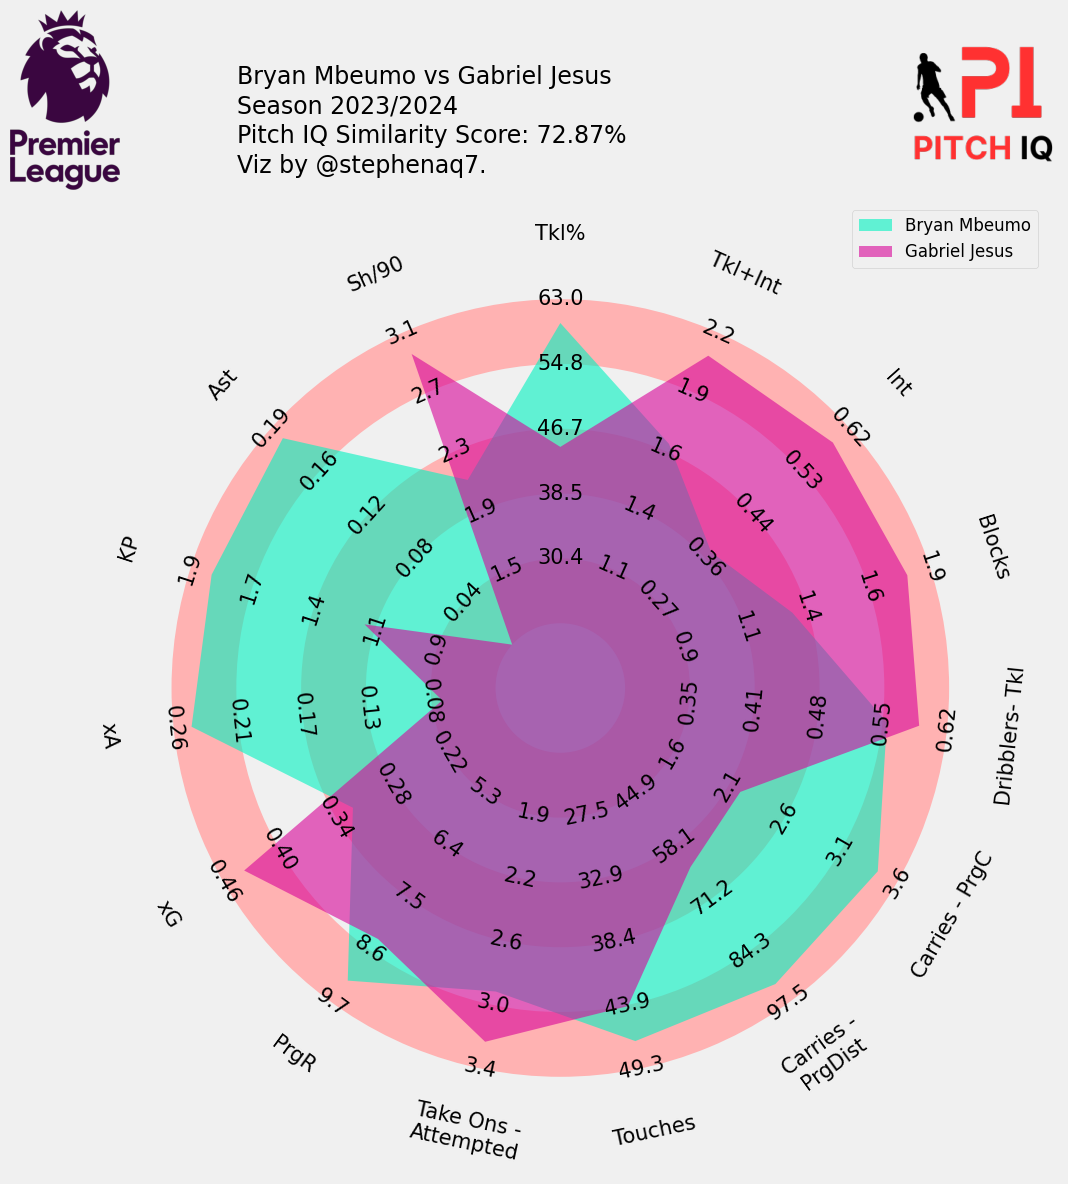 Premier
League
Bryan Mbeumo vs Gabriel Jesus
Season 2023/2024
Pitch IQ Similarity Score: 72.87%
Viz by @stephenaq7.
PI
PITCH IQ
Bryan Mbeumo
Gabriel Jesus
Tkl%
63.0
54.8
46.7
38.5
30.4
Tkl+Int
2.2
1.9
1.6
1.4
1.1
Int
0.62
0.53
0.44
0.36
0.27
Blocks
1.9
1.6
1.4
1.1
0.9
Dribblers- Tkl
0.62
0.55
0.48
0.41
0.35
Carries - PrgC
3.6
3.1
2.6
2.1
1.6
Carries -
PrgDist
97.5
84.3
71.2
58.1
44.9
Touches
49.3
43.9
38.4
32.9
27.5
Take Ons -
Attempted
3.4
3.0
2.6
2.2
1.9
PrgR
9.7
8.6
7.5
6.4
5.3
xG
0.46
0.40
0.34
0.28
0.22
xA
0.26
0.21
0.17
0.13
0.08
KP
1.9
1.7
1.4
1.1
0.9
Ast
0.19
0.16
0.12
0.08
0.04
Sh/90
3.1
2.7
2.3
1.9
1.5